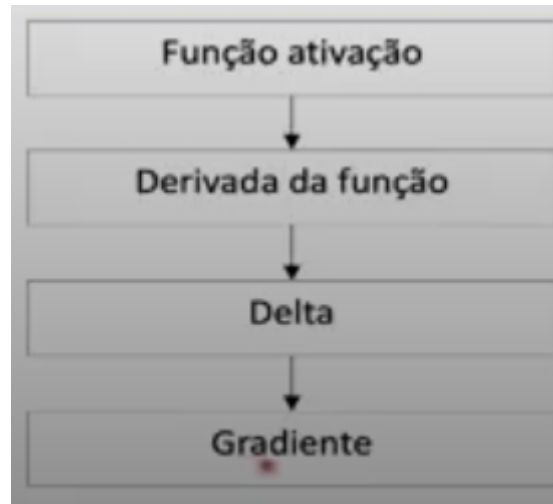 Função ativação
Derivada da função
Delta
Gradiente